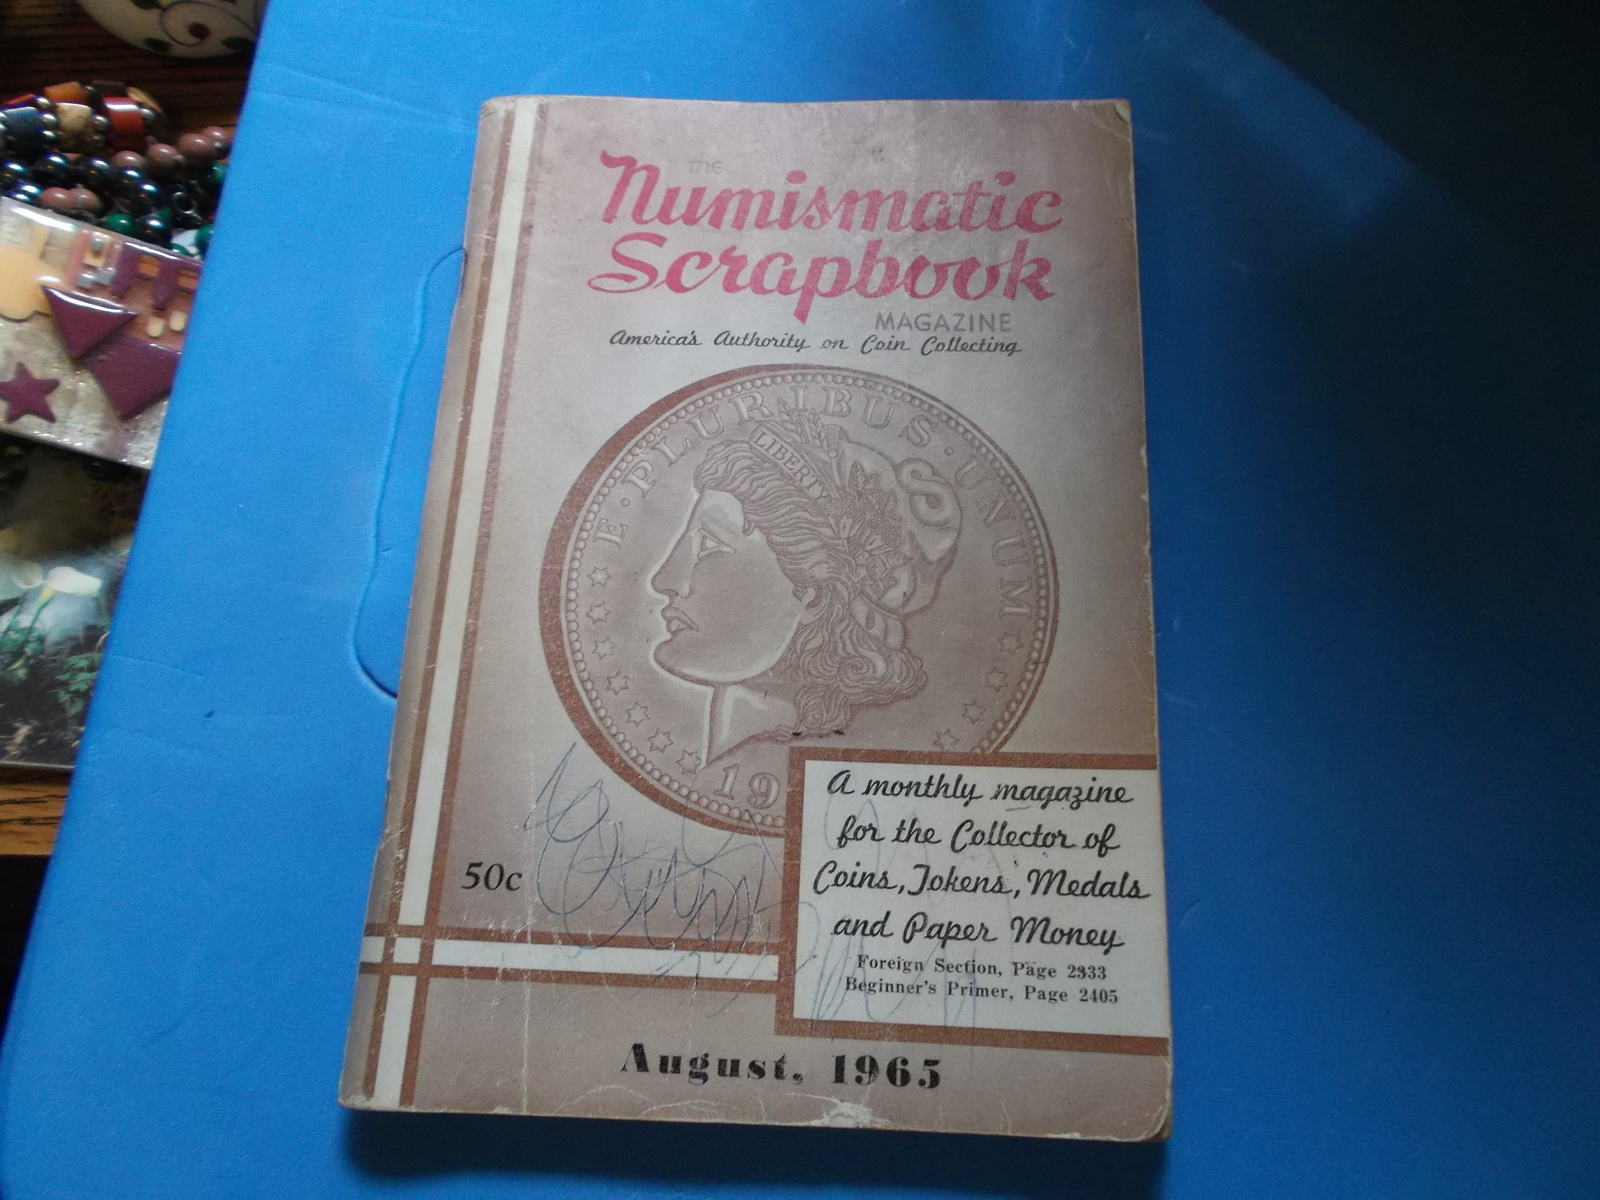 the
Numismatic
Scrapbook
MAGAZINE
America's Authority on Coin Collecting
E · PLURIBUS · UNUM
LIBERTY
19
50c
A monthly magazine
for the Collector of
Coins, Tokens, Medals
and Paper Money
Foreign Section, Page 2333
Beginner's Primer, Page 2405
August, 1965